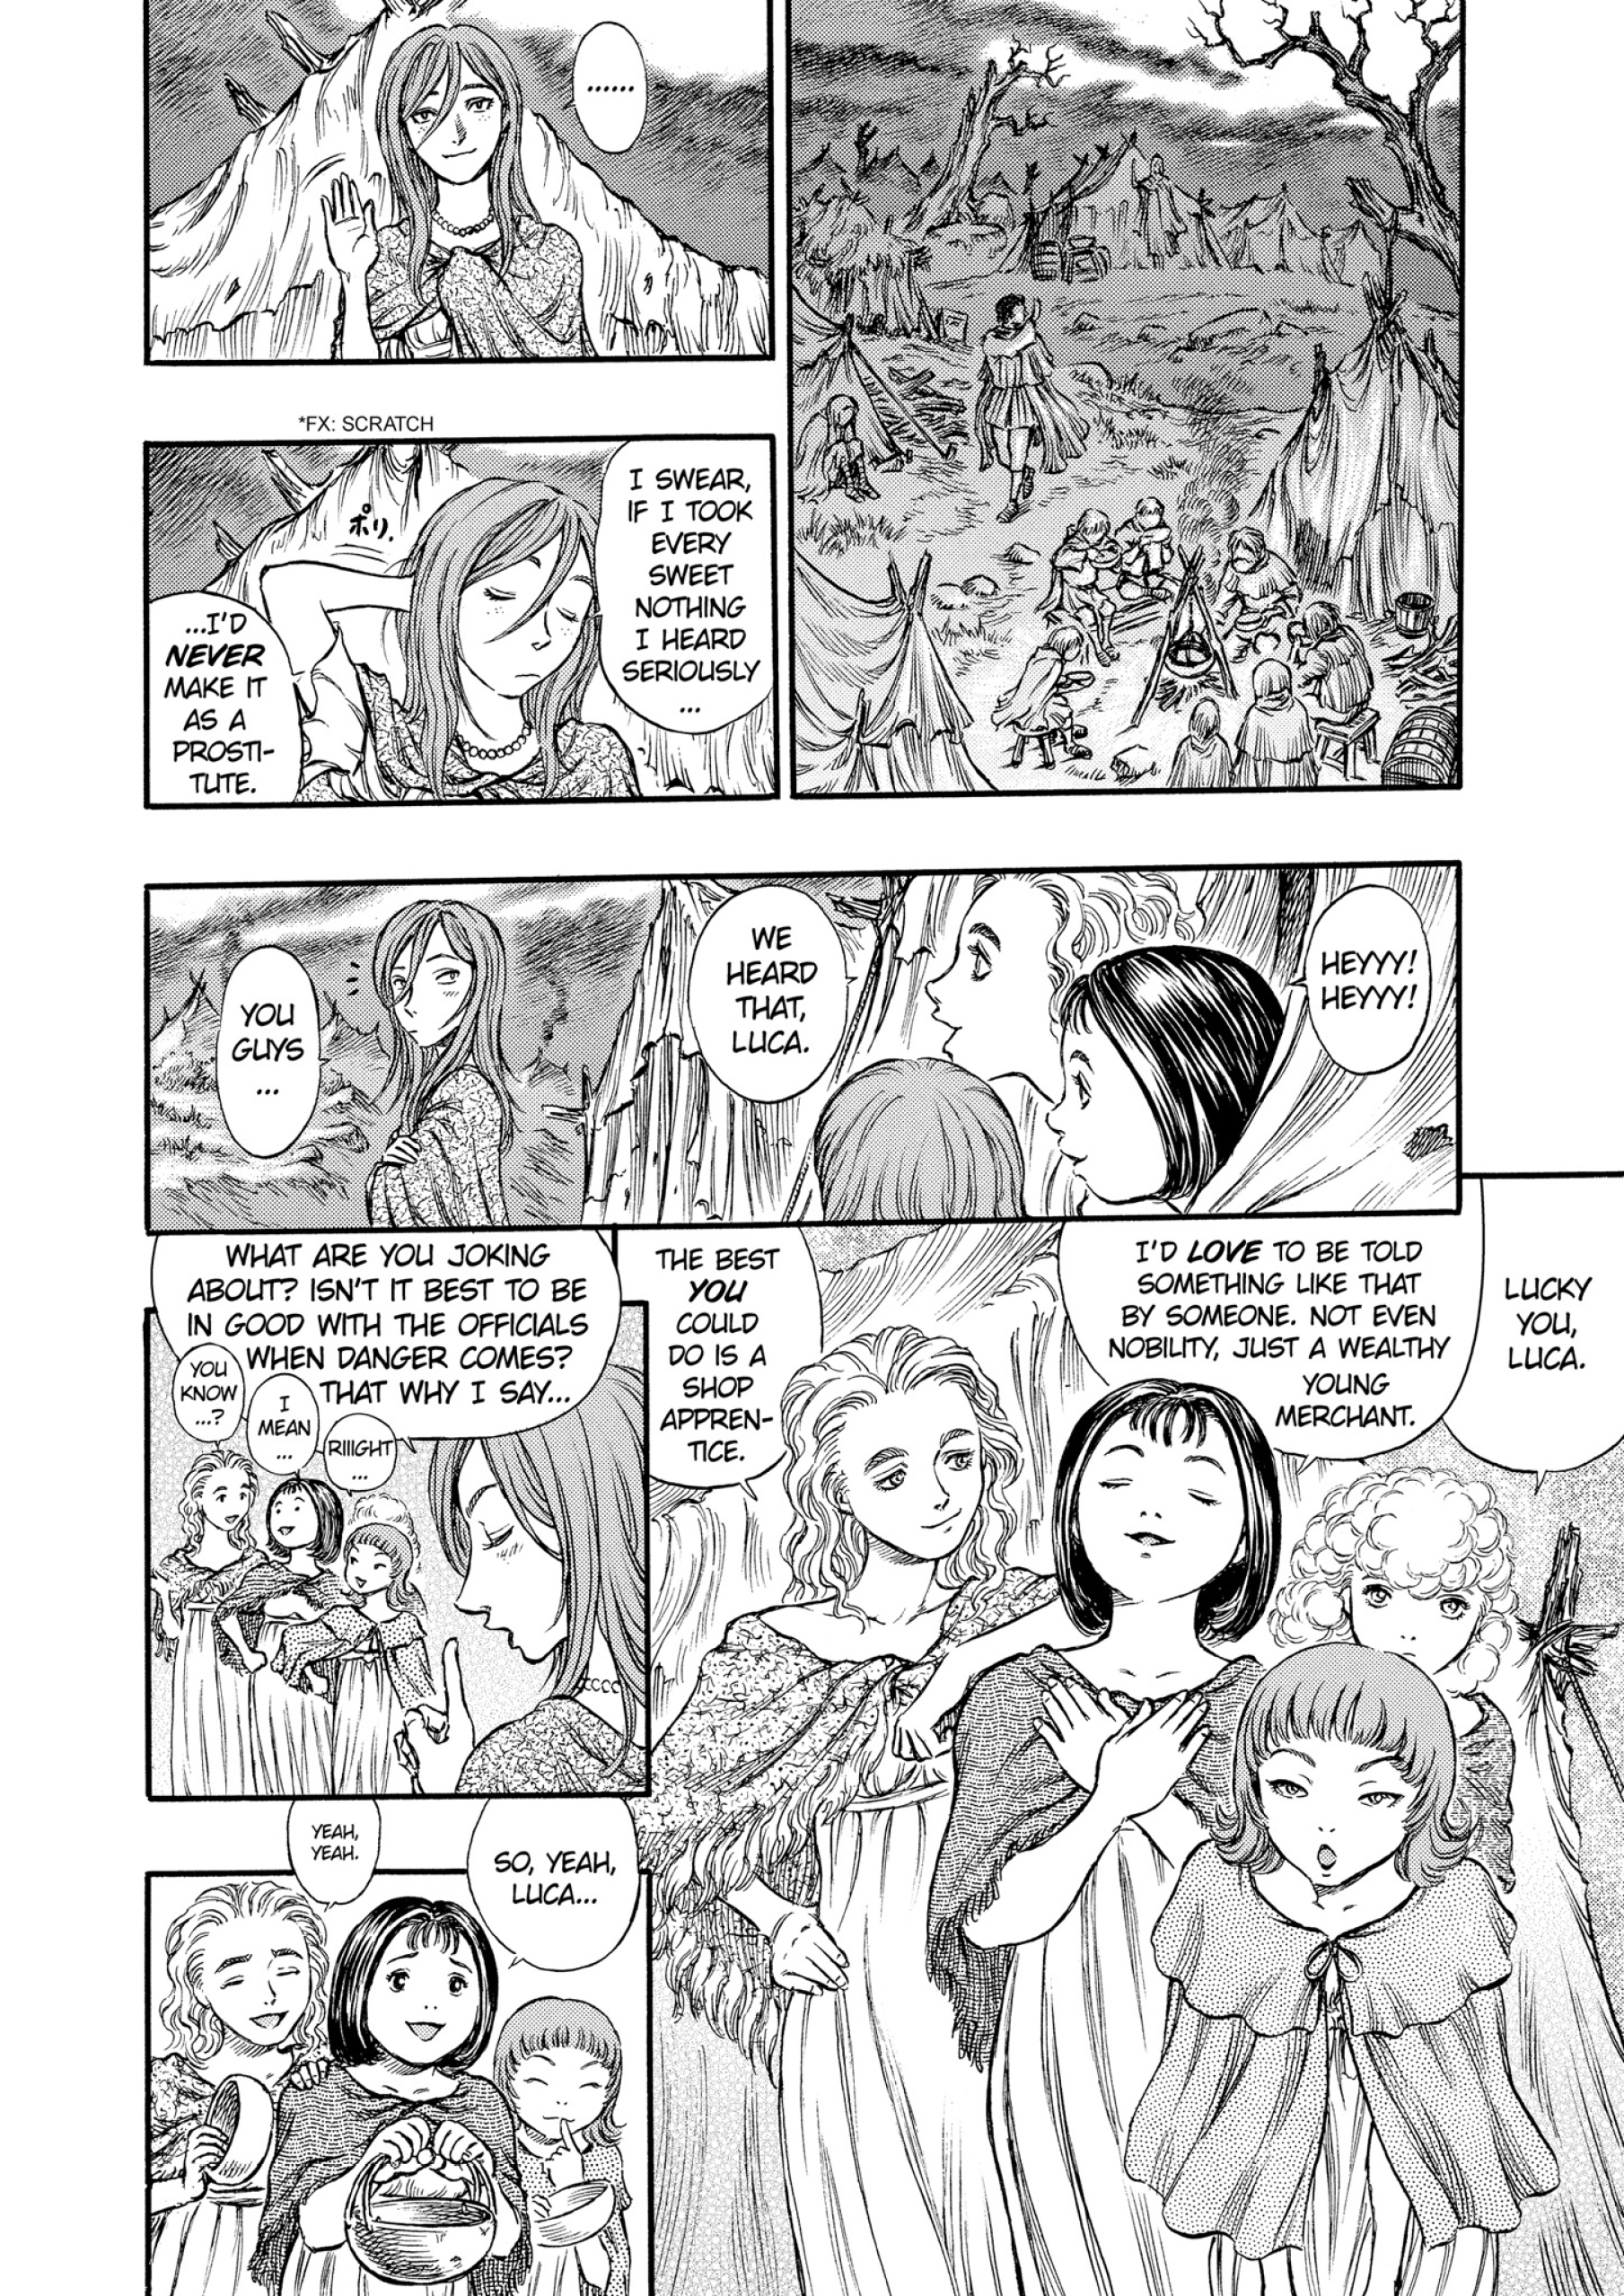 ......
*FX: SCRATCH
I SWEAR,
IF I TOOK
EVERY
SWEET
NOTHING
I HEARD
SERIOUSLY
...
ポリ
...I'D
NEVER
MAKE IT
AS A
PROSTI-
TUTE.
HEYYY!
HEYYY!
WE
HEARD
THAT,
LUCA.
YOU
GUYS
...
LUCKY
YOU,
LUCA.
I'D LOVE TO BE TOLD
SOMETHING LIKE THAT
BY SOMEONE. NOT EVEN
NOBILITY, JUST A WEALTHY
YOUNG
MERCHANT.
THE BEST
YOU
COULD
DO IS A
SHOP
APPREN-
TICE.
WHAT ARE YOU JOKING
ABOUT? ISN'T IT BEST TO BE
IN GOOD WITH THE OFFICIALS
WHEN DANGER COMES?
THAT WHY I SAY...
RIIIGHT
...
I
MEAN
...
YOU
KNOW
...?
SO, YEAH,
LUCA...
YEAH,
YEAH.